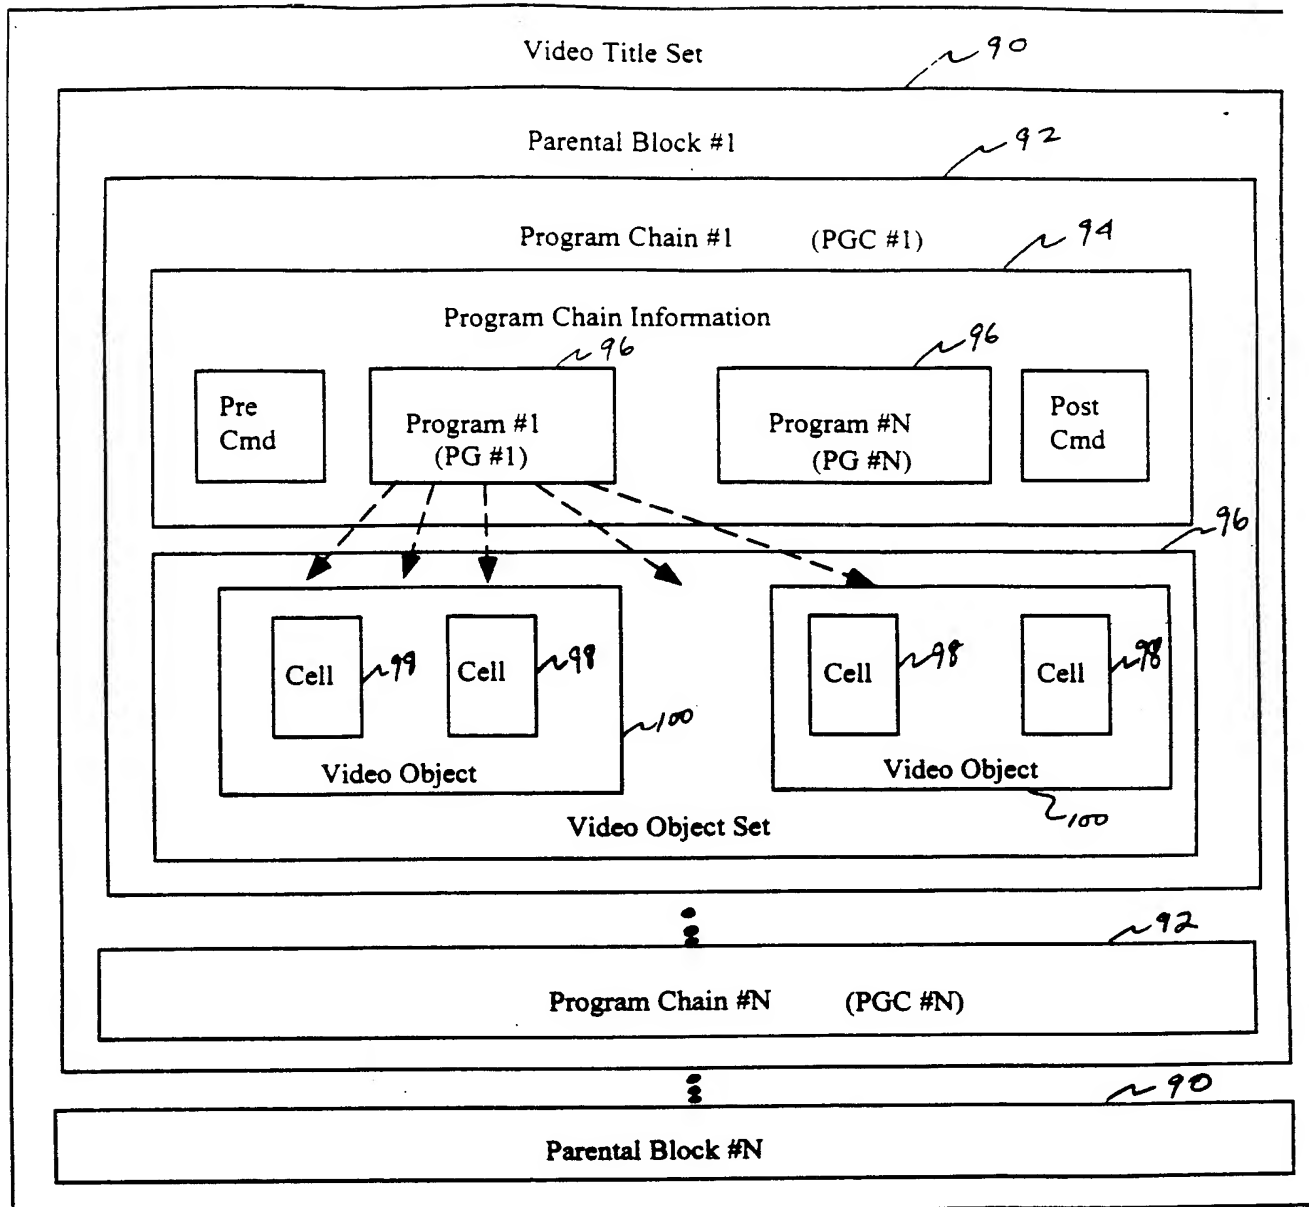 Video Title Set
90
Parental Block #1
92
Program Chain #1 (PGC #1)
94
Program Chain Information
96
96
Pre
Cmd
Program #1
(PG #1)
Program #N
(PG #N)
Post
Cmd
96
Cell
99
Cell
98
Cell
98
Cell
98
100
Video Object
Video Object
100
Video Object Set
92
Program Chain #N (PGC #N)
90
Parental Block #N